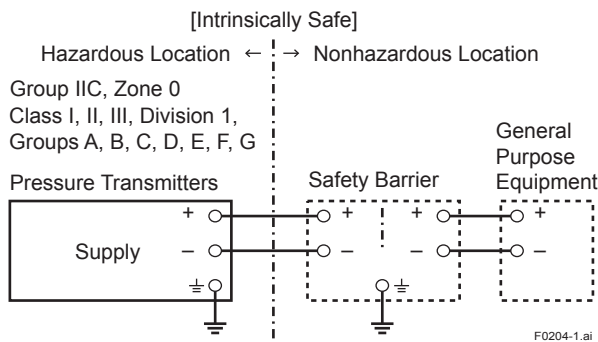 [Intrinsically Safe]
Hazardous Location ← → Nonhazardous Location
Group IIC, Zone 0
Class I, II, III, Division 1,
Groups A, B, C, D, E, F, G
General
Purpose
Equipment
Pressure Transmitters
Safety Barrier
+ + + +
Supply – – – –
F0204-1.ai